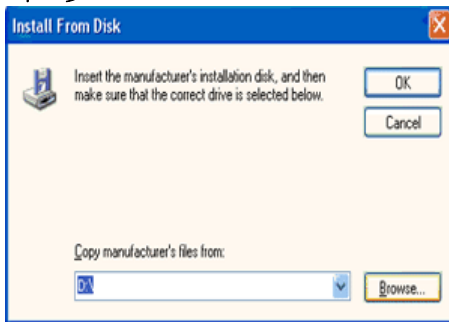 Install From Disk
Insert the manufacturer's installation disk, and then
make sure that the correct drive is selected below.
OK
Cancel
Copy manufacturer's files from:
D:\
Browse...